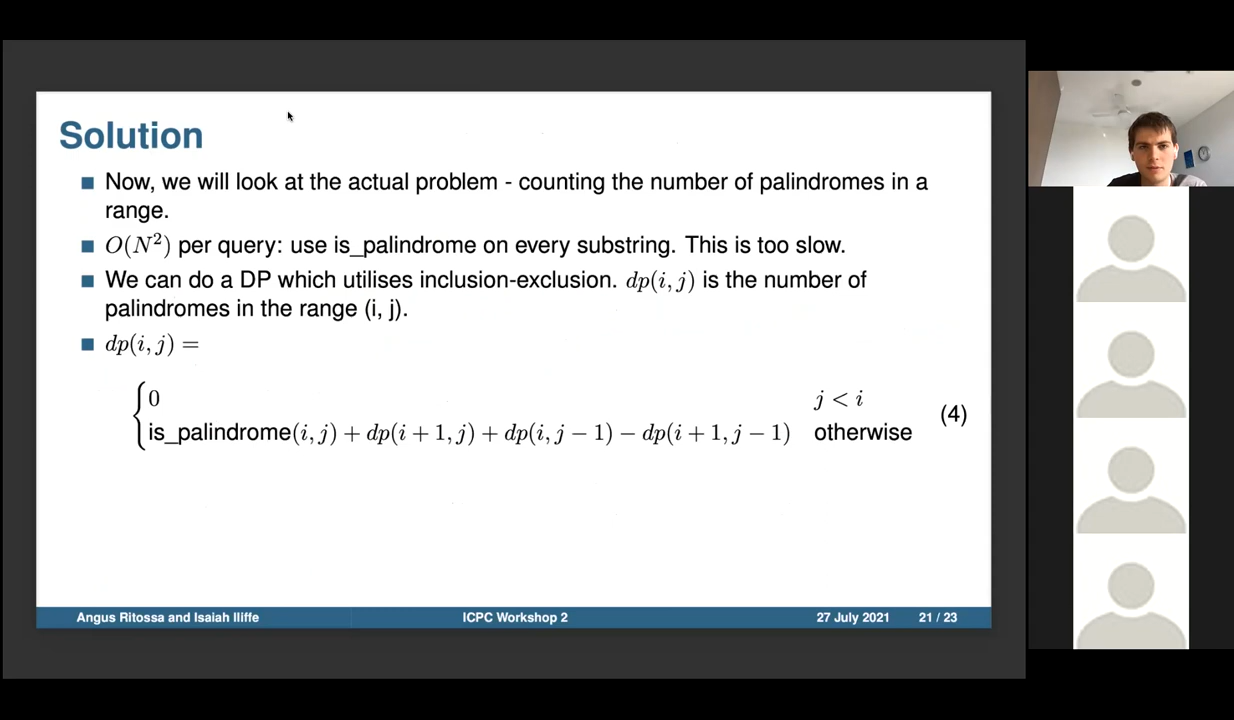 Solution
Now, we will look at the actual problem - counting the number of palindromes in a
range.
O(N²) per query: use is_palindrome on every substring. This is too slow.
We can do a DP which utilises inclusion-exclusion. dp(i, j) is the number of
palindromes in the range (i, j).
dp(i, j) =
0 j < i
is_palindrome(i, j) + dp(i + 1, j) + dp(i, j − 1) − dp(i + 1, j − 1) otherwise
(4)
Angus Ritossa and Isaiah Iliffe ICPC Workshop 2 27 July 2021 21 / 23